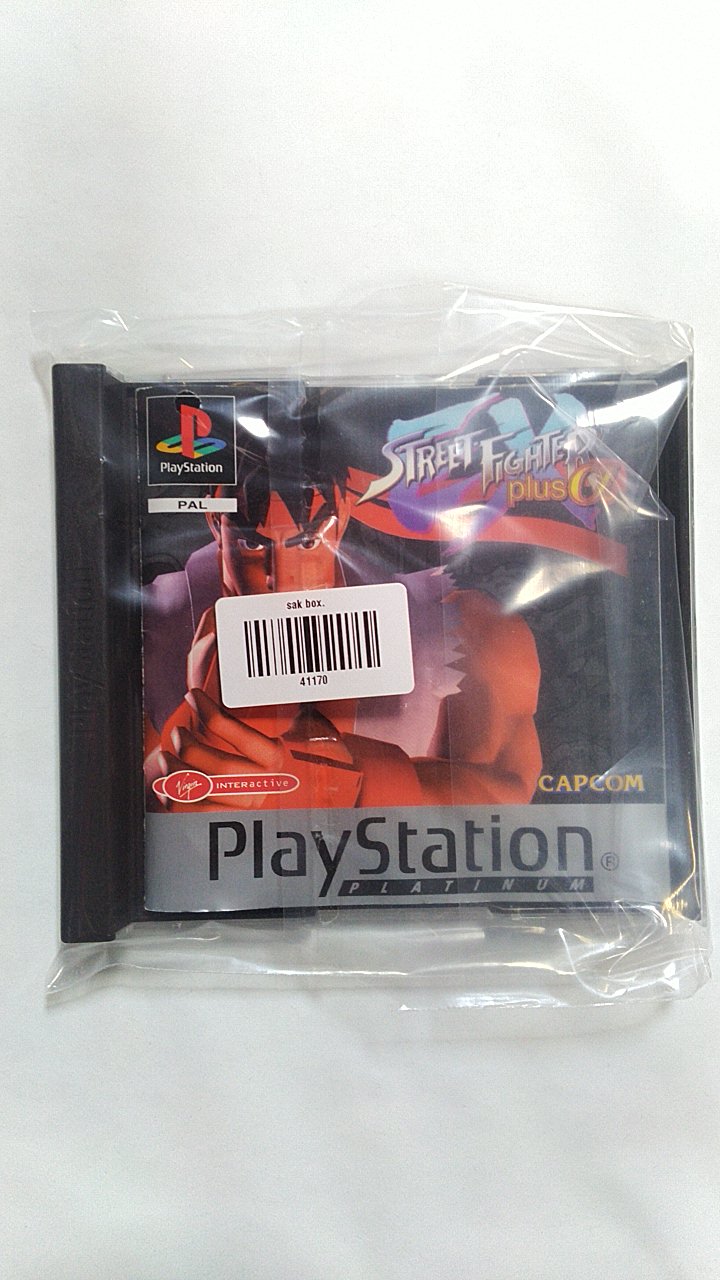 PlayStation
PAL
EX
STREET FIGHTER
plus α
sak box.
41170
Virgin INTERactive
CAPCOM
PlayStation®
PLATINUM